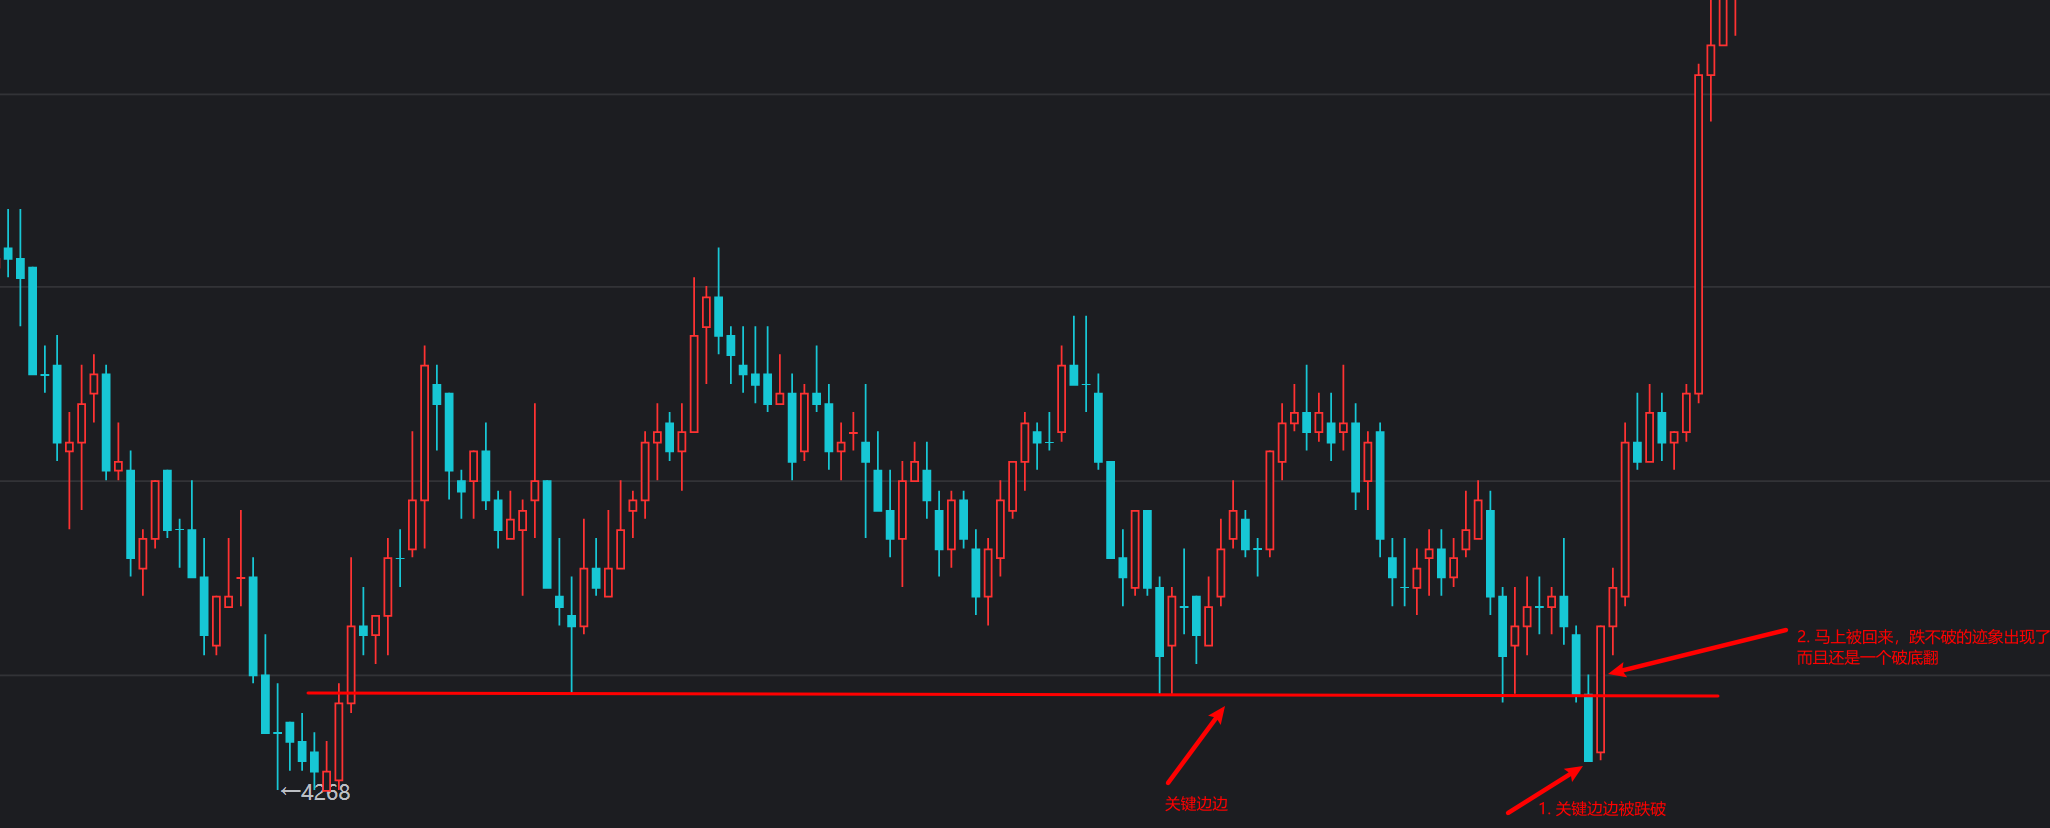 2. 马上被回来，跌不破的迹象出现了
而且还是一个破底翻
←4268
关键边边
1. 关键边边被跌破